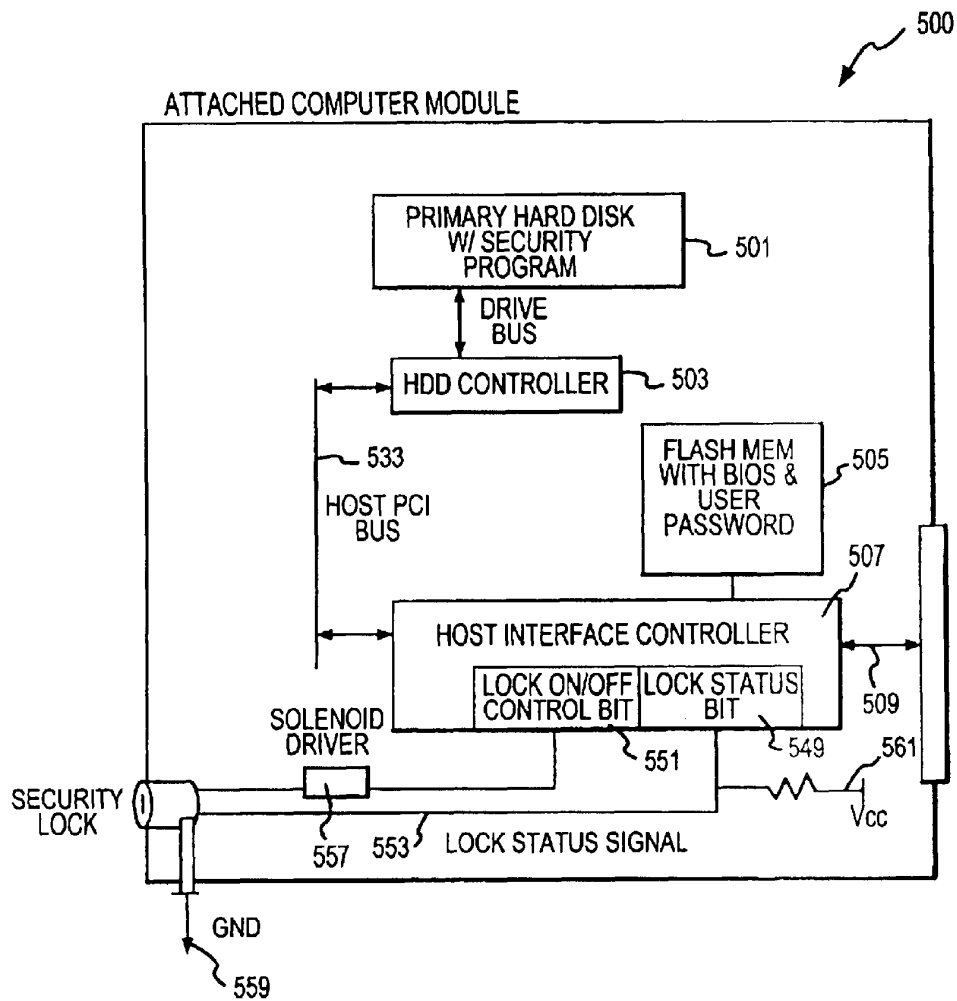 500
ATTACHED COMPUTER MODULE
PRIMARY HARD DISK
W/ SECURITY
PROGRAM
501
DRIVE
BUS
HDD CONTROLLER
503
533
HOST PCI
BUS
FLASH MEM
WITH BIOS &
USER
PASSWORD
505
507
HOST INTERFACE CONTROLLER
LOCK ON/OFF
CONTROL BIT
LOCK STATUS
BIT
509
SOLENOID
DRIVER
551
549
561
SECURITY
LOCK
557
553
LOCK STATUS SIGNAL
VCC
GND
559